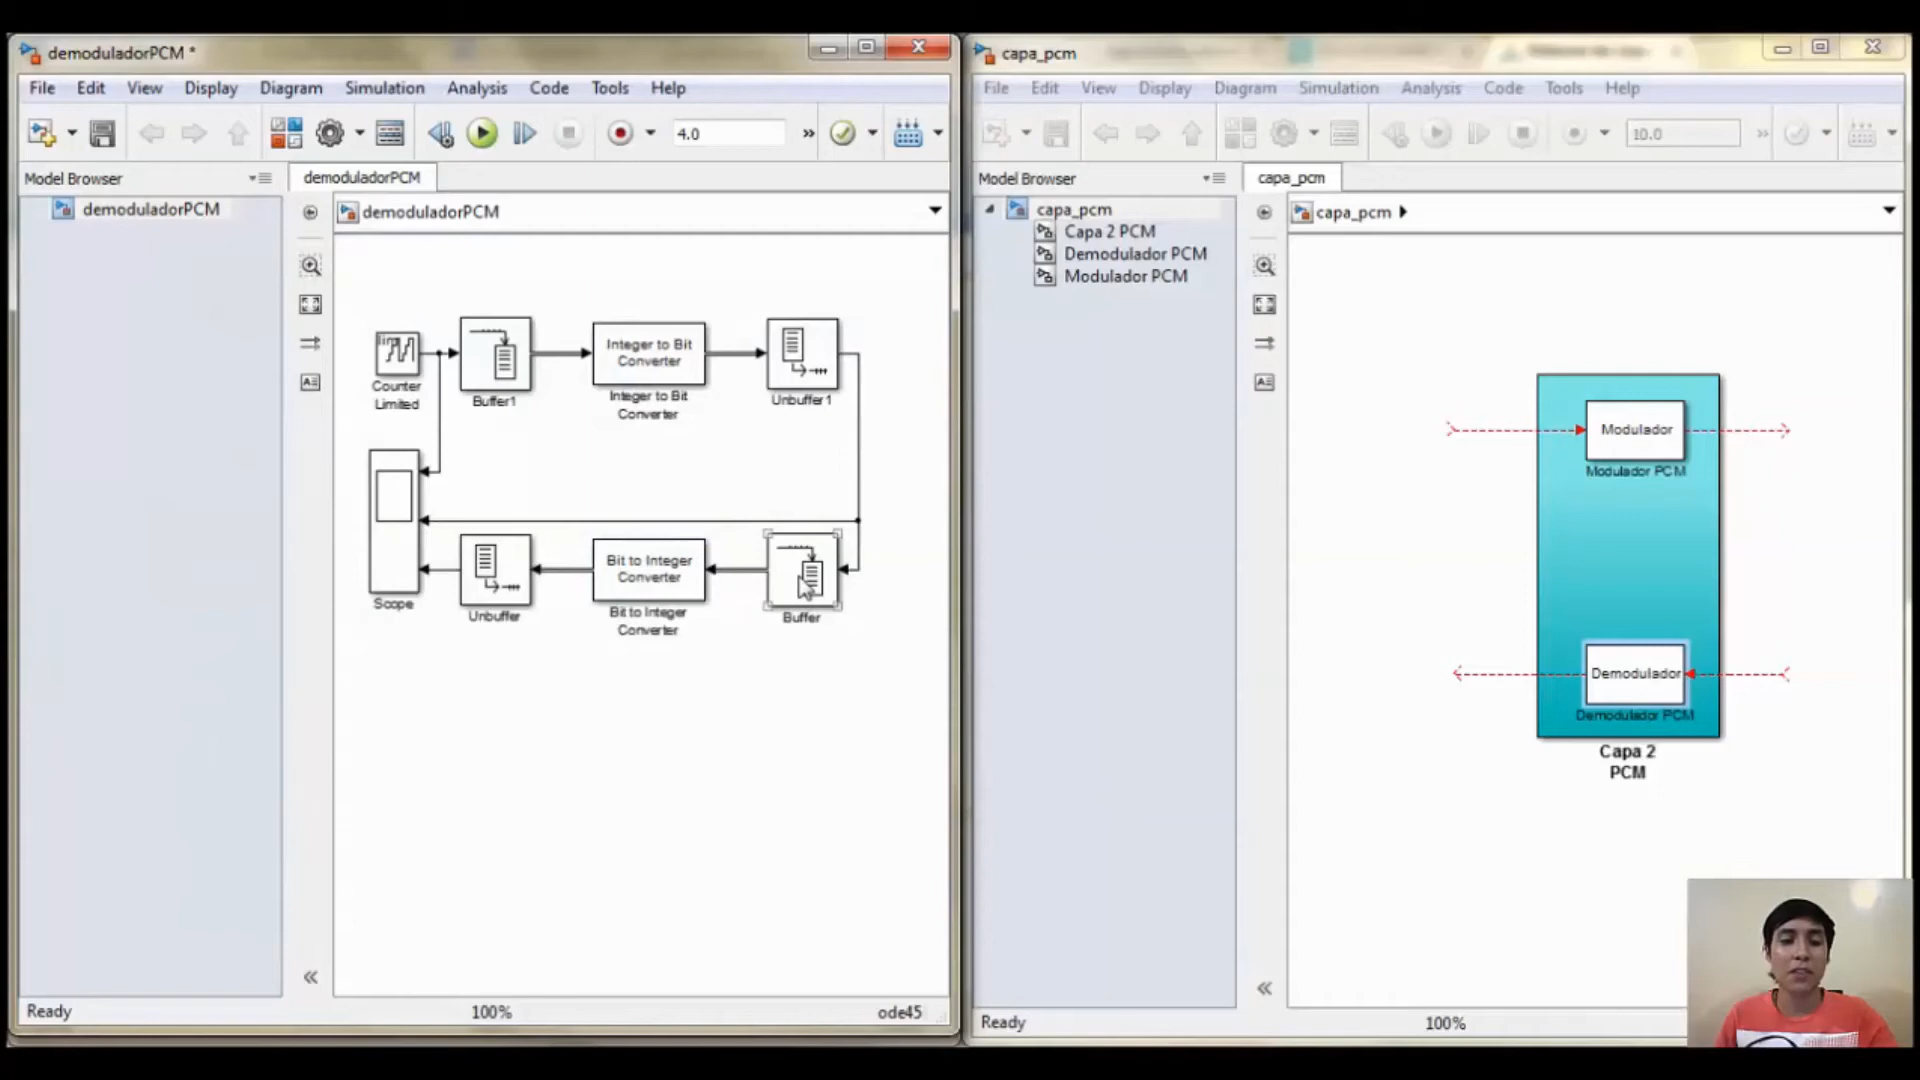 demoduladorPCM *
File Edit View Display Diagram Simulation Analysis Code Tools Help
4.0 »
Model Browser
demoduladorPCM
demoduladorPCM
demoduladorPCM
Counter
Limited
Buffer1
Integer to Bit
Converter
Integer to Bit
Converter
Unbuffer1
Scope
Unbuffer
Bit to Integer
Converter
Bit to Integer
Converter
Buffer
Ready 100% ode45
capa_pcm
File Edit View Display Diagram Simulation Analysis Code Tools Help
10.0 »
Model Browser
capa_pcm
capa_pcm
Capa 2 PCM
Demodulador PCM
Modulador PCM
capa_pcm
Modulador
Modulador PCM
Demodulador
Demodulador PCM
Capa 2
PCM
Ready 100%